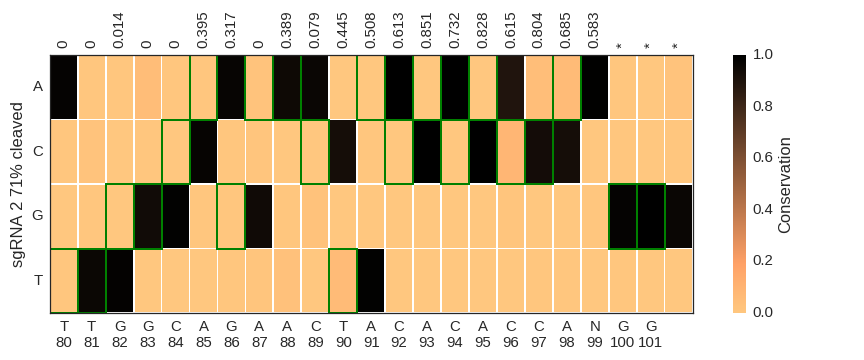 0 0 0.014 0 0 0.395 0.317 0 0.389 0.079 0.445 0.508 0.613 0.851 0.732 0.828 0.615 0.804 0.685 0.583 * * *
sgRNA 2 71% cleaved
A
C
G
T
T T G G C A G A A C T A C A C A C C A N G G
80 81 82 83 84 85 86 87 88 89 90 91 92 93 94 95 96 97 98 99 100 101
1.0
0.8
0.6
0.4
0.2
0.0
Conservation